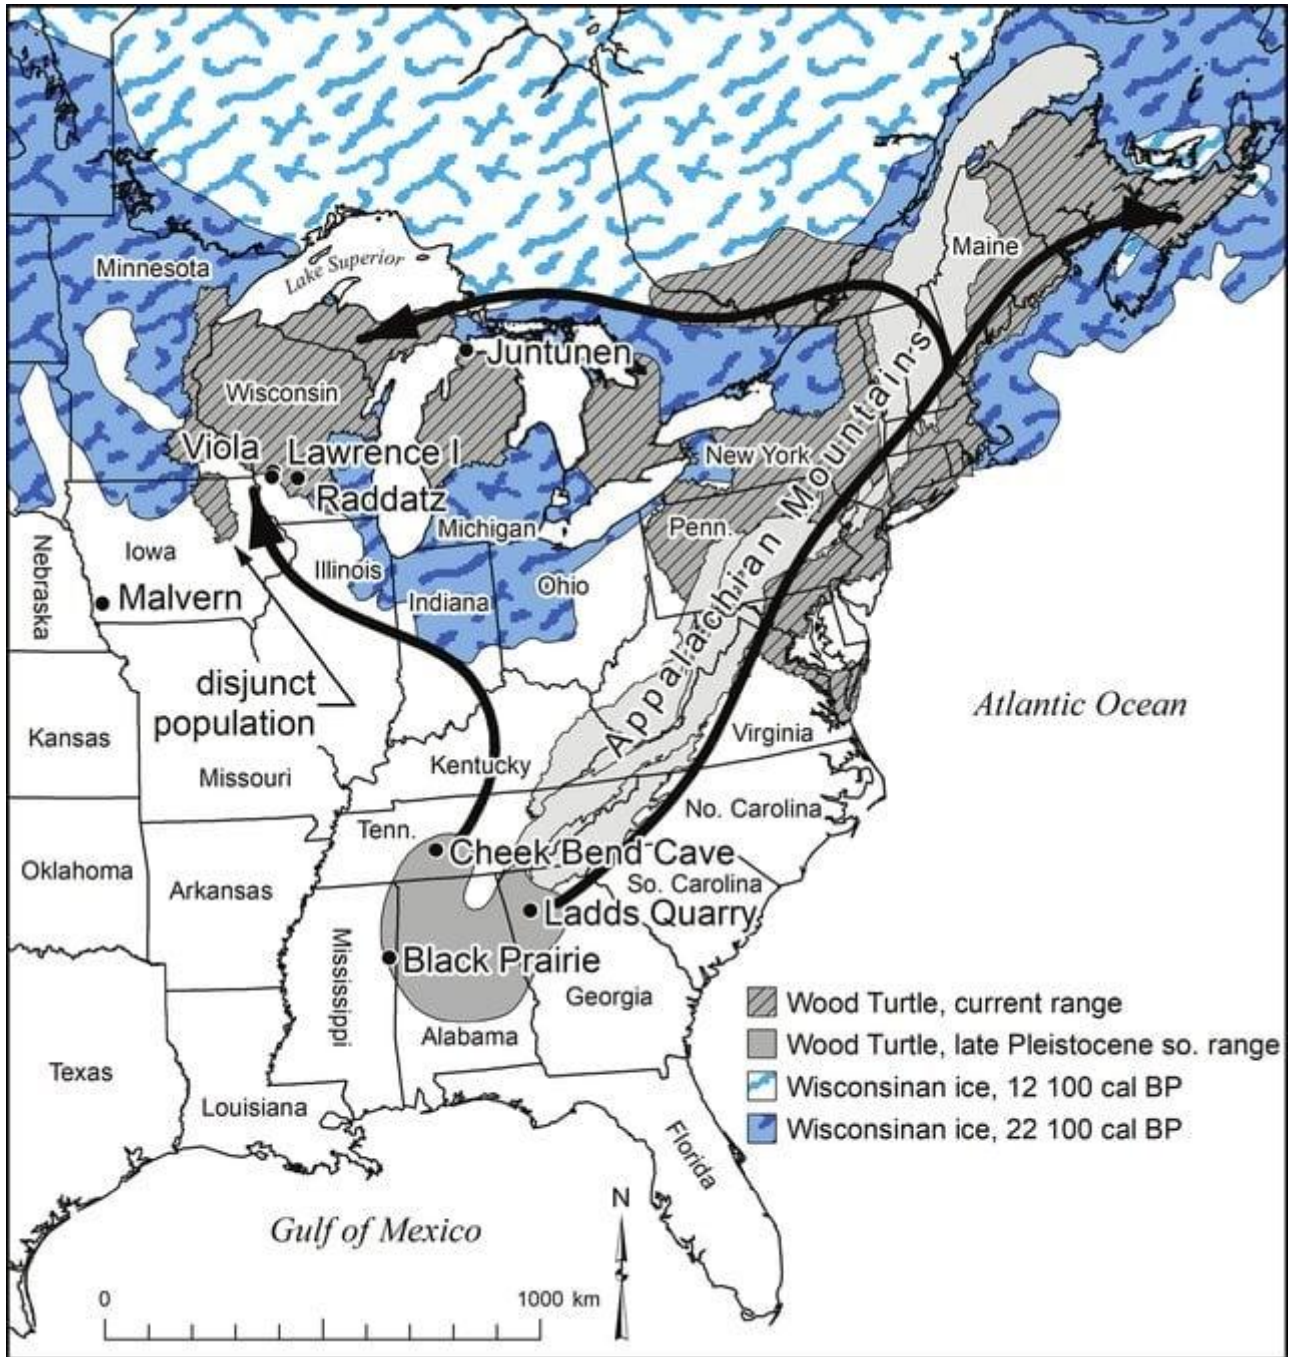 Maine
Minnesota
Lake Superior
Juntunen
Wisconsin
Viola
Lawrence I
Raddatz
New York
Michigan
Penn.
Appalachian Mountains
Nebraska
Iowa
Illinois
Indiana
Ohio
Malvern
disjunct
population
Atlantic Ocean
Kansas
Missouri
Kentucky
Virginia
No. Carolina
Tenn.
Cheek Bend Cave
Oklahoma
Arkansas
So. Carolina
Ladds Quarry
Mississippi
Black Prairie
Georgia
Alabama
Texas
Louisiana
Florida
Wood Turtle, current range
Wood Turtle, late Pleistocene so. range
Wisconsinan ice, 12 100 cal BP
Wisconsinan ice, 22 100 cal BP
Gulf of Mexico
N
0
1000 km